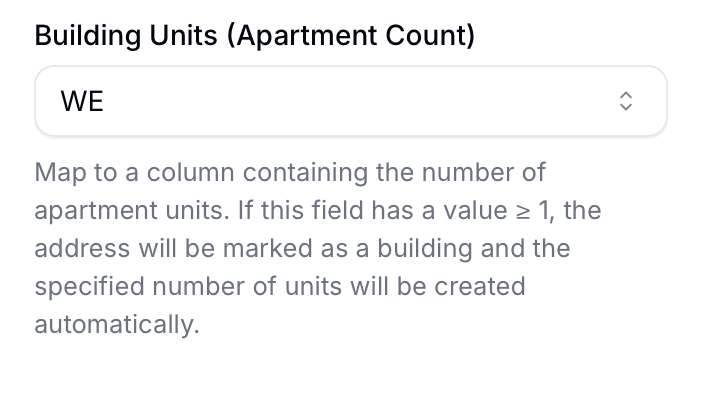 Building Units (Apartment Count)
WE
Map to a column containing the number of
apartment units. If this field has a value ≥ 1, the
address will be marked as a building and the
specified number of units will be created
automatically.